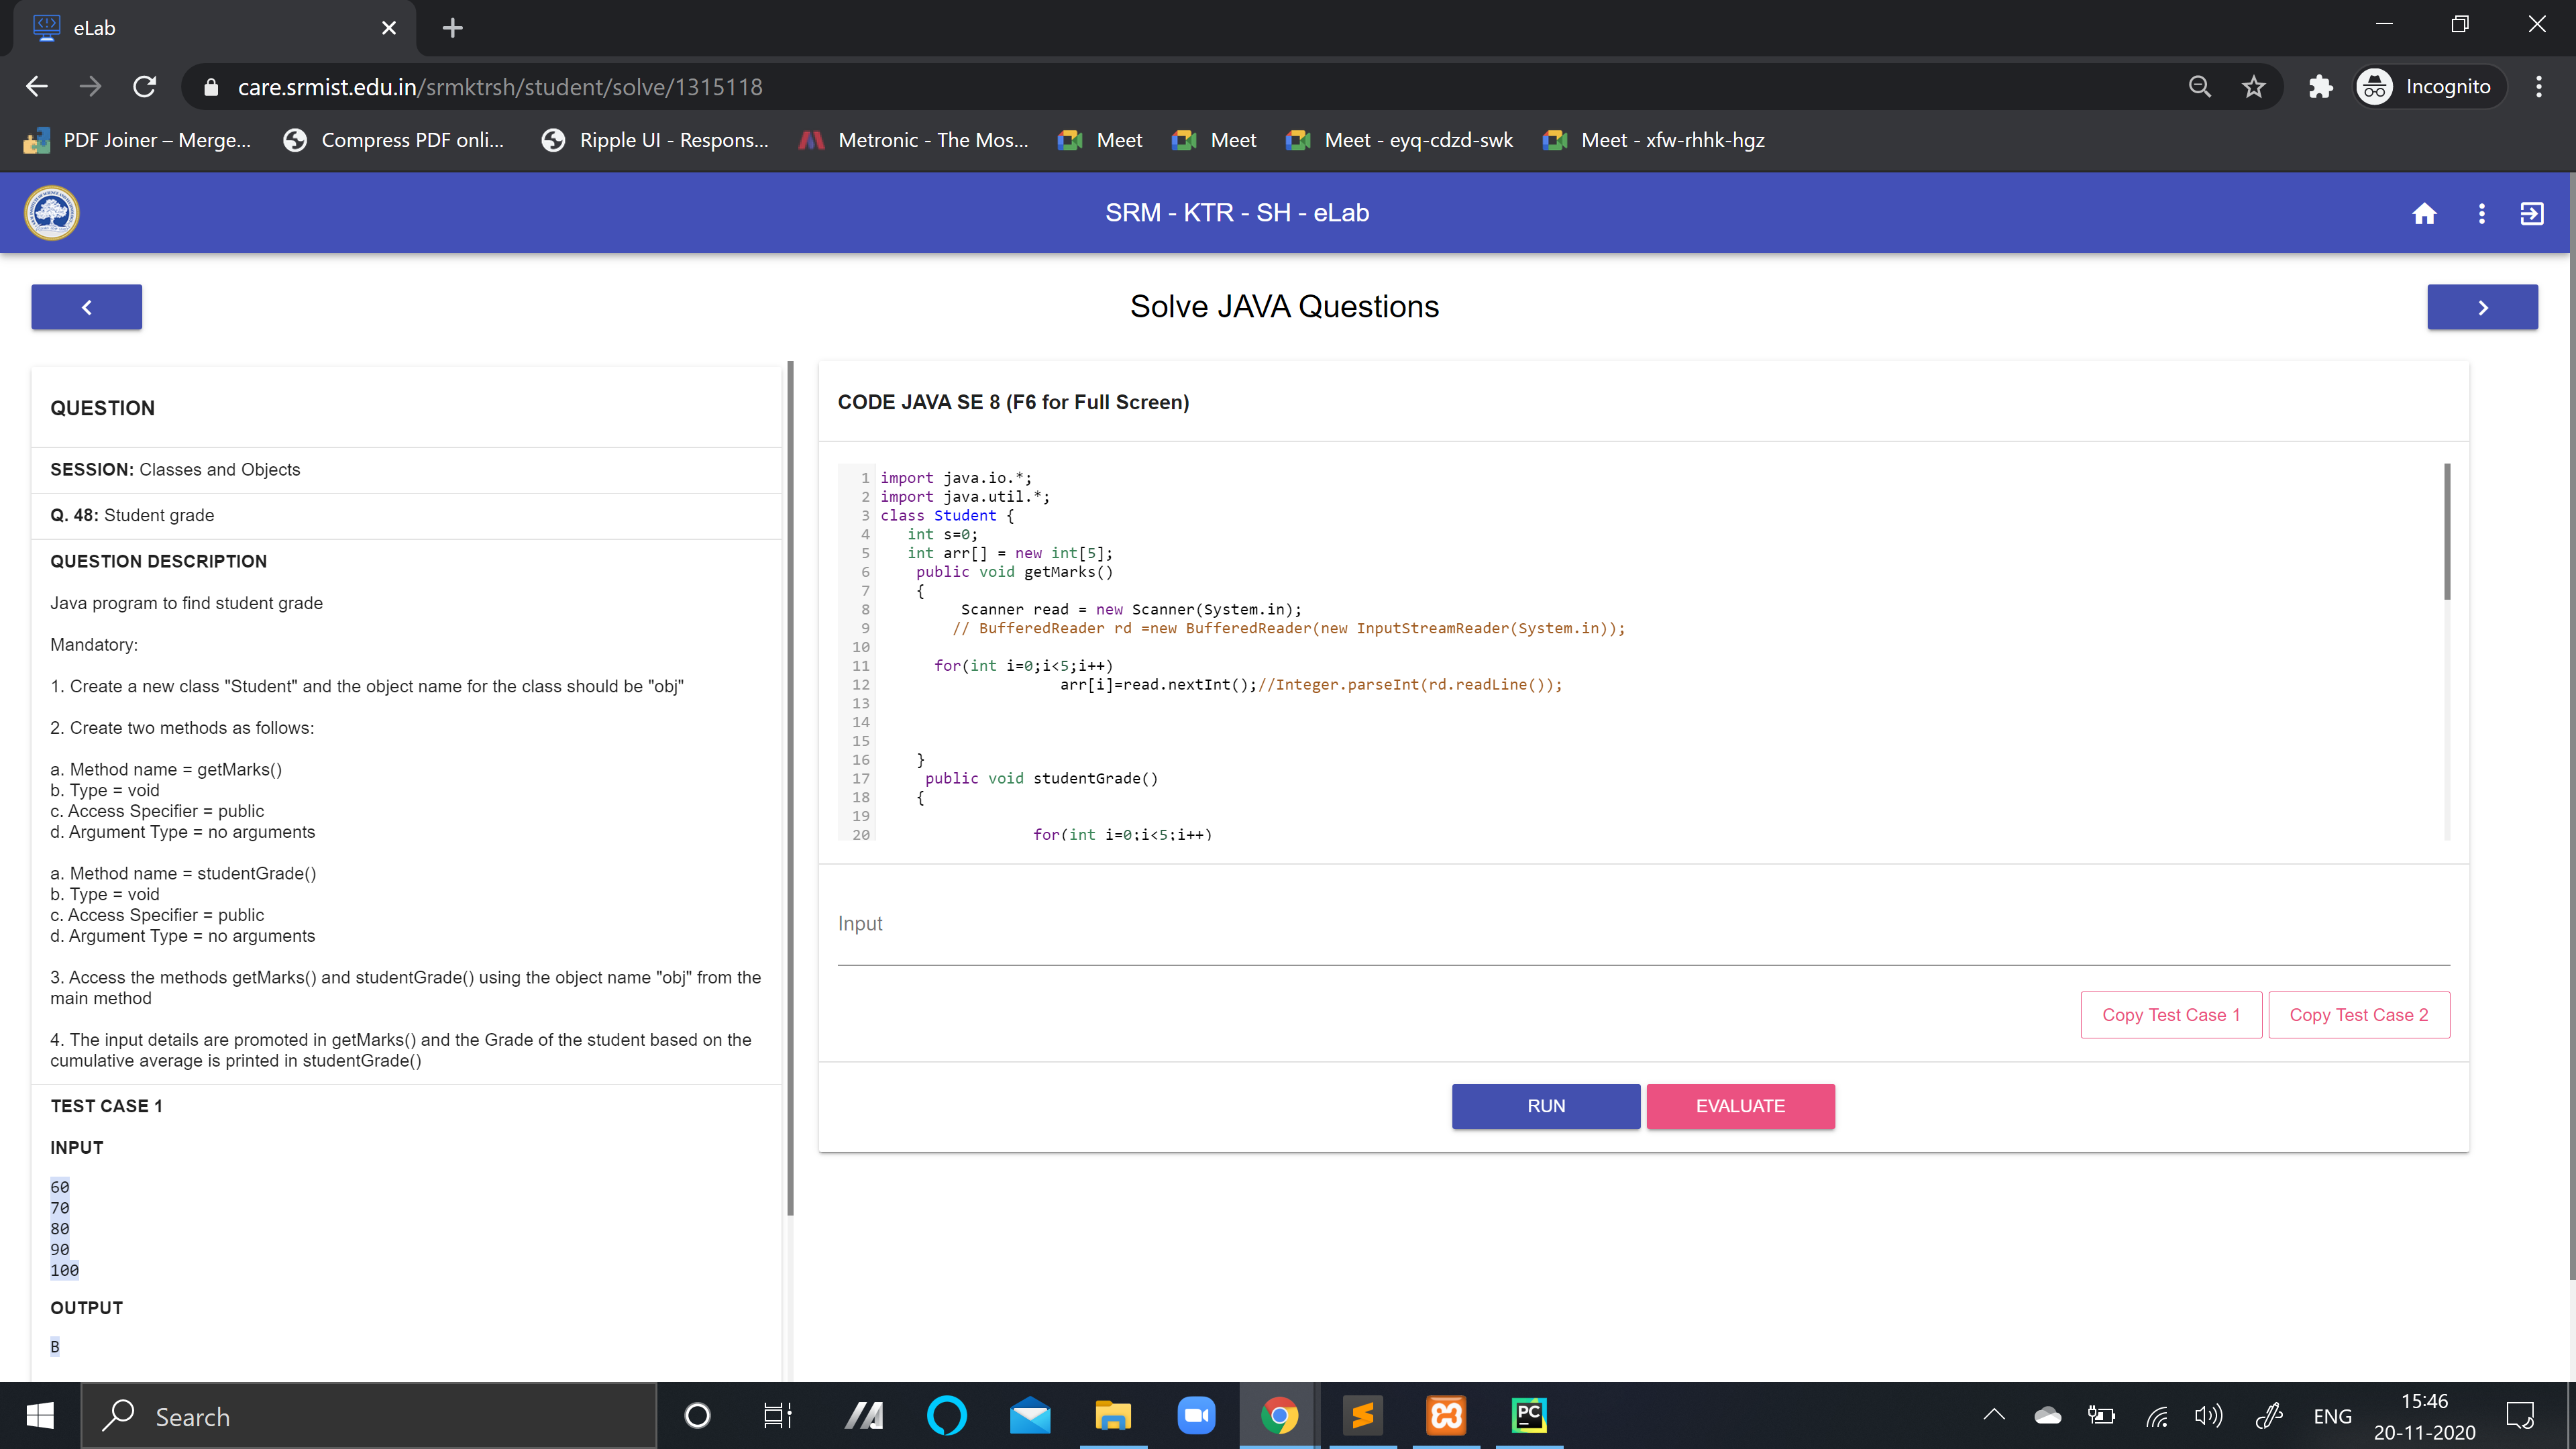 eLab
care.srmist.edu.in/srmktrsh/student/solve/1315118
Incognito
PDF Joiner – Merge...
Compress PDF onli...
Ripple UI - Respons...
Metronic - The Mos...
Meet
Meet
Meet - eyq-cdzd-swk
Meet - xfw-rhhk-hgz
SRM - KTR - SH - eLab
Solve JAVA Questions
QUESTION
SESSION: Classes and Objects
Q. 48: Student grade
QUESTION DESCRIPTION
Java program to find student grade
Mandatory:
1. Create a new class "Student" and the object name for the class should be "obj"
2. Create two methods as follows:
a. Method name = getMarks()
b. Type = void
c. Access Specifier = public
d. Argument Type = no arguments
a. Method name = studentGrade()
b. Type = void
c. Access Specifier = public
d. Argument Type = no arguments
3. Access the methods getMarks() and studentGrade() using the object name "obj" from the
main method
4. The input details are promoted in getMarks() and the Grade of the student based on the
cumulative average is printed in studentGrade()
TEST CASE 1
INPUT
60
70
80
90
100
OUTPUT
B
CODE JAVA SE 8 (F6 for Full Screen)
1 import java.io.*;
2 import java.util.*;
3 class Student {
4 int s=0;
5 int arr[] = new int[5];
6 public void getMarks()
7 {
8 Scanner read = new Scanner(System.in);
9 // BufferedReader rd =new BufferedReader(new InputStreamReader(System.in));
10
11 for(int i=0;i<5;i++)
12 arr[i]=read.nextInt();//Integer.parseInt(rd.readLine());
13
14
15
16 }
17 public void studentGrade()
18 {
19
20 for(int i=0;i<5;i++)
Input
Copy Test Case 1
Copy Test Case 2
RUN
EVALUATE
Search
PC
ENG
15:46
20-11-2020